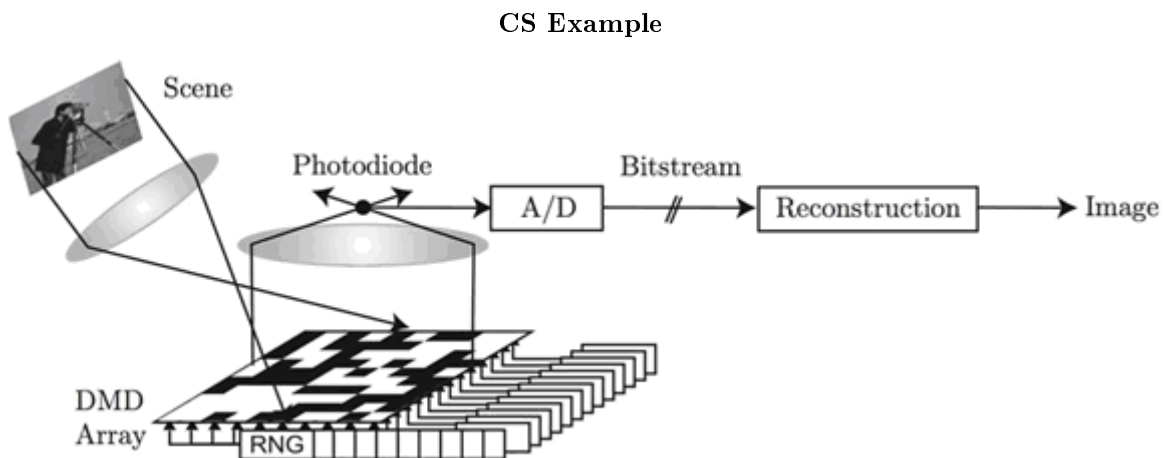 CS Example
Scene
Photodiode
A/D
Bitstream
Reconstruction
Image
DMD
Array
RNG